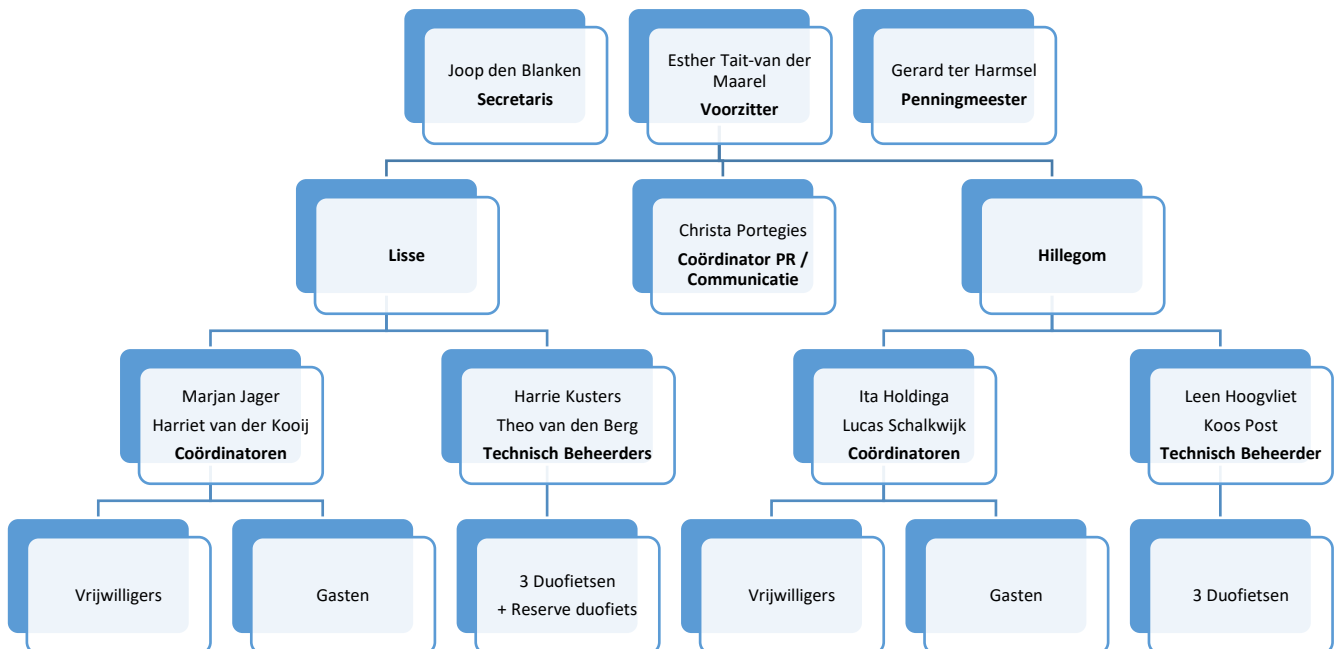 Joop den Blanken
Secretaris
Esther Tait-van der
Maarel
Voorzitter
Gerard ter Harmsel
Penningmeester
Lisse
Christa Portegies
Coördinator PR /
Communicatie
Hillegom
Marjan Jager
Harriet van der Kooij
Coördinatoren
Harrie Kusters
Theo van den Berg
Technisch Beheerders
Ita Holdinga
Lucas Schalkwijk
Coördinatoren
Leen Hoogvliet
Koos Post
Technisch Beheerder
Vrijwilligers
Gasten
3 Duofietsen
+ Reserve duofiets
Vrijwilligers
Gasten
3 Duofietsen